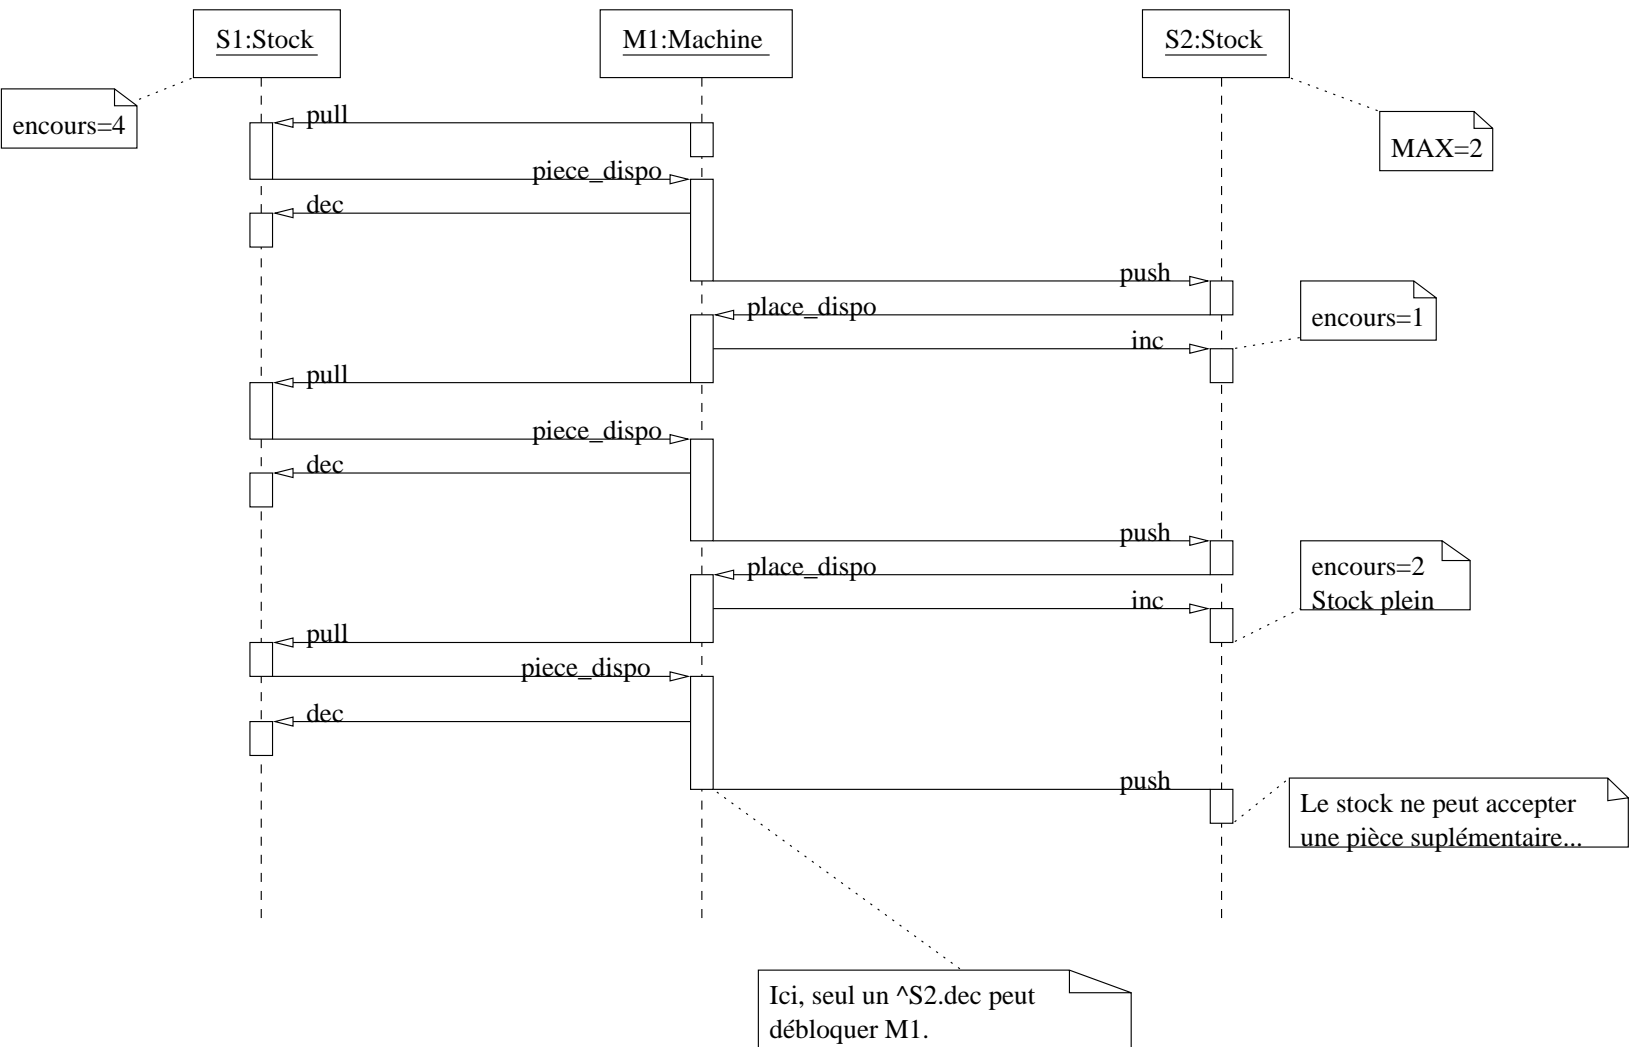 S1:Stock
M1:Machine
S2:Stock
encours=4
pull
MAX=2
piece_dispo
dec
push
place_dispo
encours=1
inc
pull
piece_dispo
dec
push
place_dispo
encours=2
Stock plein
inc
pull
piece_dispo
dec
push
Le stock ne peut accepter
une pièce suplémentaire...
Ici, seul un ^S2.dec peut
débloquer M1.